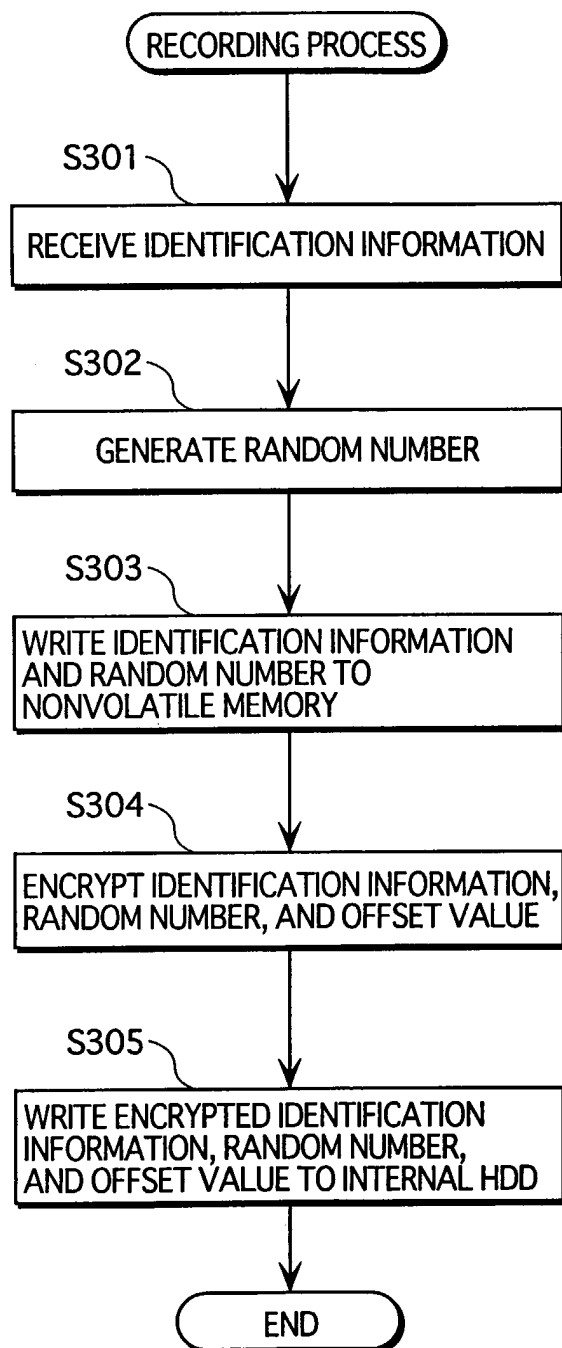 RECORDING PROCESS
S301
RECEIVE IDENTIFICATION INFORMATION
S302
GENERATE RANDOM NUMBER
S303
WRITE IDENTIFICATION INFORMATION
AND RANDOM NUMBER TO
NONVOLATILE MEMORY
S304
ENCRYPT IDENTIFICATION INFORMATION,
RANDOM NUMBER, AND OFFSET VALUE
S305
WRITE ENCRYPTED IDENTIFICATION
INFORMATION, RANDOM NUMBER,
AND OFFSET VALUE TO INTERNAL HDD
END